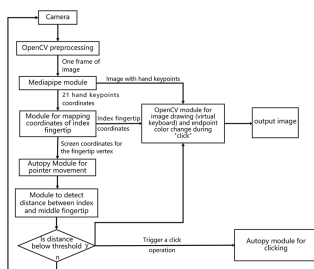 Camera
OpenCV preprocessing
One frame of
image
Mediapipe module
Image with hand keypoints
21 hand keypoints
coordinates
Module for mapping
coordinates of index
fingertip
Index fingertip
coordinates
OpenCV module for
image drawing (virtual
keyboard) and endpoint
color change during
"click"
output image
Screen coordinates for
the fingertip vertex
Autopy Module for
pointer movement
Module to detect
distance between index
and middle fingertip
Is distance
below threshold
y
n
Trigger a click
operation
Autopy module for
clicking